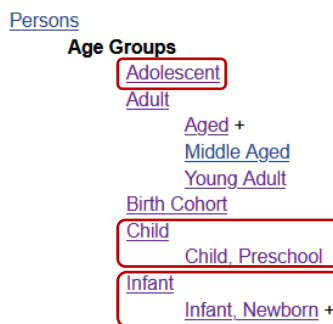 Persons
Age Groups
Adolescent
Adult
Aged +
Middle Aged
Young Adult
Birth Cohort
Child
Child, Preschool
Infant
Infant, Newborn +